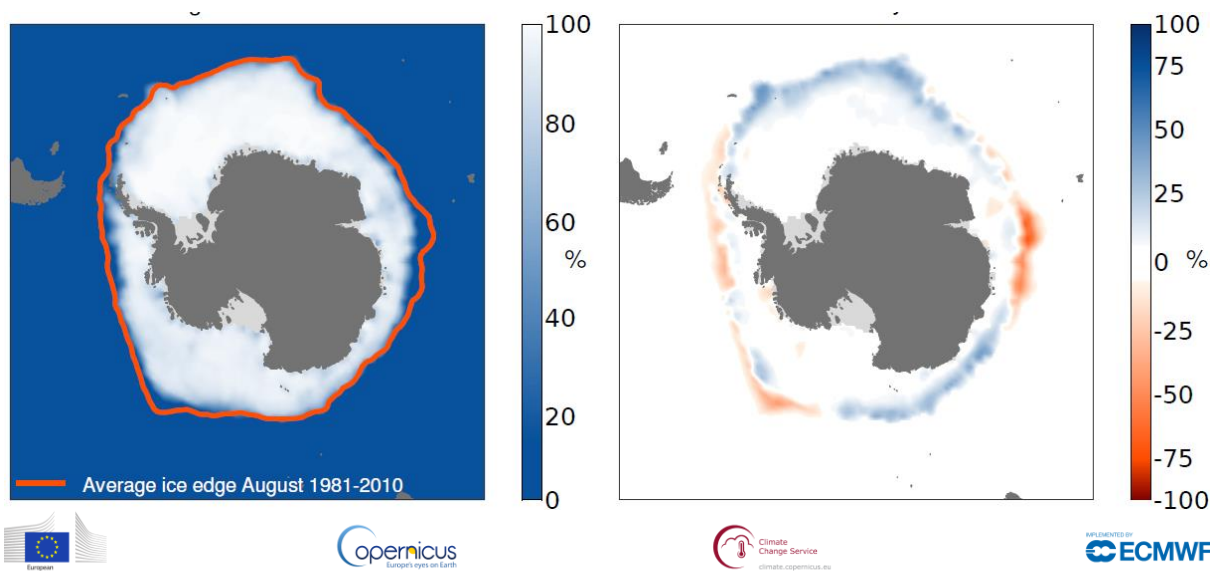 100
80
60
%
40
20
0
Average ice edge August 1981-2010
100
75
50
25
0 %
-25
-50
-75
-100
European
opernicus
Europe's eyes on Earth
Climate
Change Service
climate.copernicus.eu
IMPLEMENTED BY
ECMWF